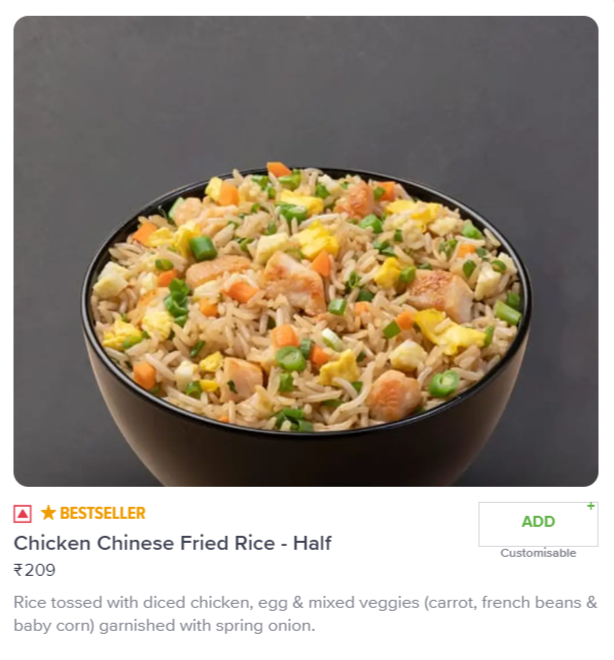 BESTSELLER
Chicken Chinese Fried Rice - Half
₹209
ADD
+
Customisable
Rice tossed with diced chicken, egg & mixed veggies (carrot, french beans &
baby corn) garnished with spring onion.